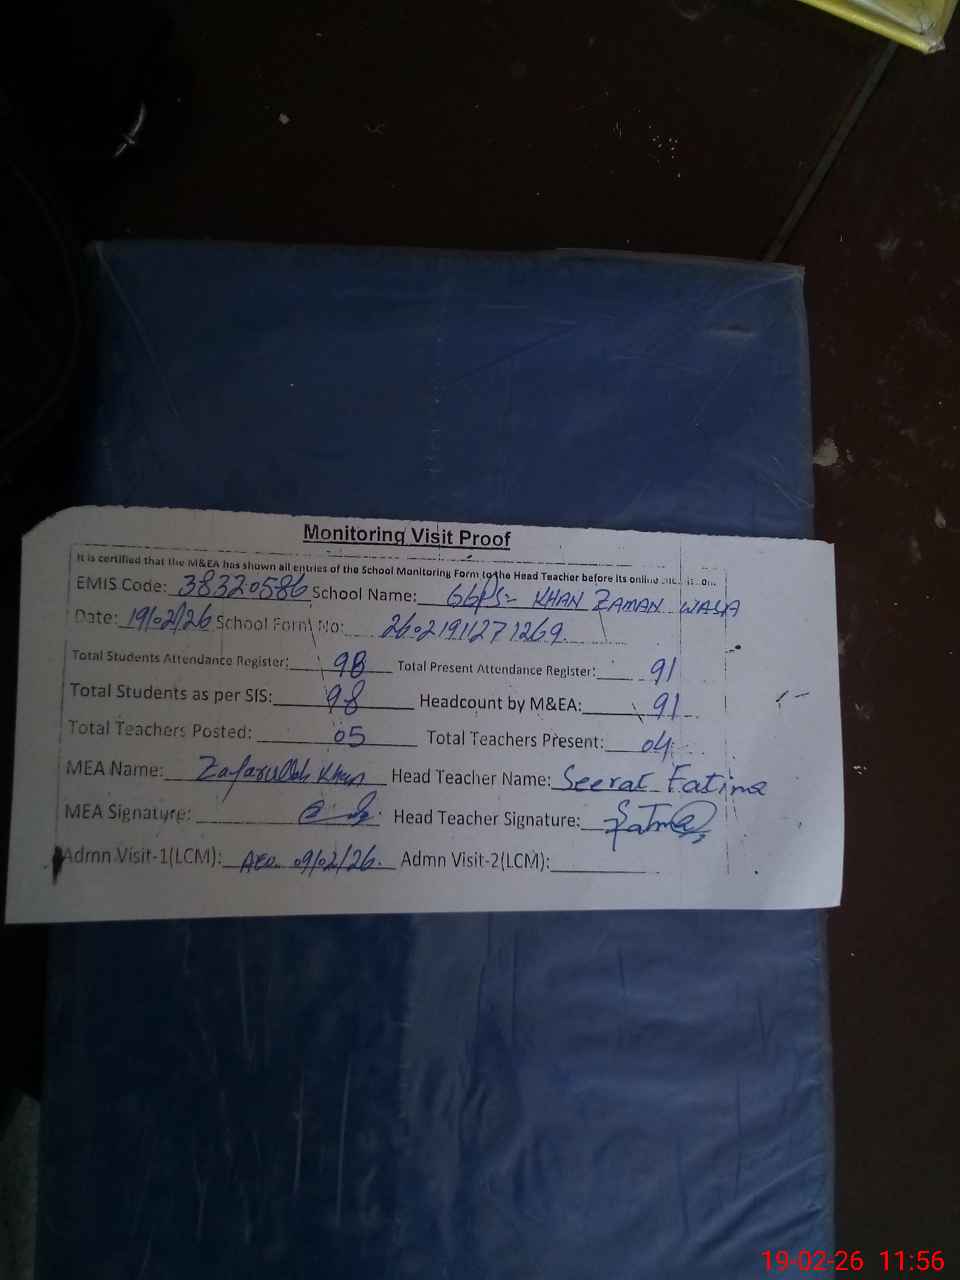 Monitoring Visit Proof
It is certified that the M&EA has shown all entries of the School Monitoring Form to the Head Teacher before its online
EMIS Code: 38320586 School Name: GGPS- KHAN ZAMAN WALA
Date: 19/02/26 School Form No: 26021911271269
Total Students Attendance Register: 98 Total Present Attendance Register: 91
Total Students as per SIS: 98 Headcount by M&EA: 91
Total Teachers Posted: 05 Total Teachers Present: 04
MEA Name: Zafarullah Khan Head Teacher Name: Seerat Fatima
MEA Signature: Head Teacher Signature: S Fatima
Admn Visit-1(LCM): AEO 09/02/26. Admn Visit-2(LCM):
19-02-26 11:56